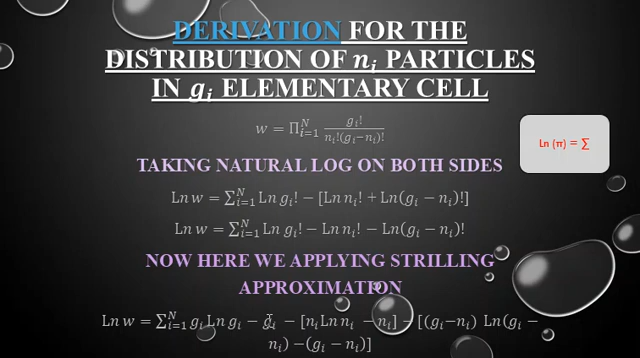 DERIVATION FOR THE
DISTRIBUTION OF nᵢ PARTICLES
IN gᵢ ELEMENTARY CELL
w = ∏ᵢ₌₁ᴺ gᵢ!/nᵢ!(gᵢ−nᵢ)!
Ln (π) = ∑
TAKING NATURAL LOG ON BOTH SIDES
Ln w = ∑ᵢ₌₁ᴺ Ln gᵢ! − [Ln nᵢ! + Ln(gᵢ − nᵢ)!]
Ln w = ∑ᵢ₌₁ᴺ Ln gᵢ! − Ln nᵢ! − Ln(gᵢ − nᵢ)!
NOW HERE WE APPLYING STRILLING
APPROXIMATION
Ln w = ∑ᵢ₌₁ᴺ gᵢ Ln gᵢ − gᵢ − [nᵢLn nᵢ − nᵢ] − [(gᵢ−nᵢ) Ln(gᵢ −
nᵢ) −(gᵢ − nᵢ)]